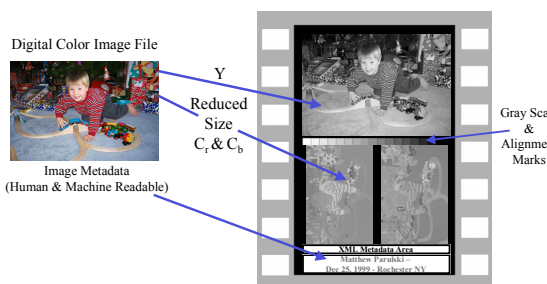 Digital Color Image File
Image Metadata
(Human & Machine Readable)
Y
Reduced
Size
Cr & Cb
Gray Sca
&
Alignme
Marks
XML Metadata Area
Matthew Parulski –
Dec 25, 1999 - Rochester NY